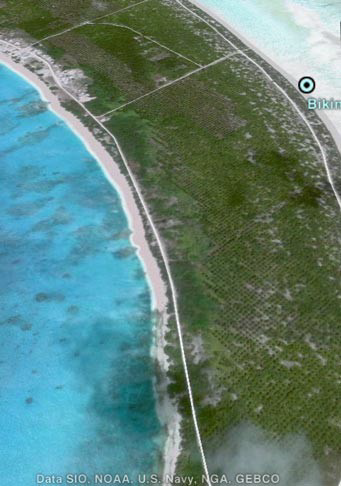 Bikin
Data SIO, NOAA, U.S. Navy, NGA, GEBCO